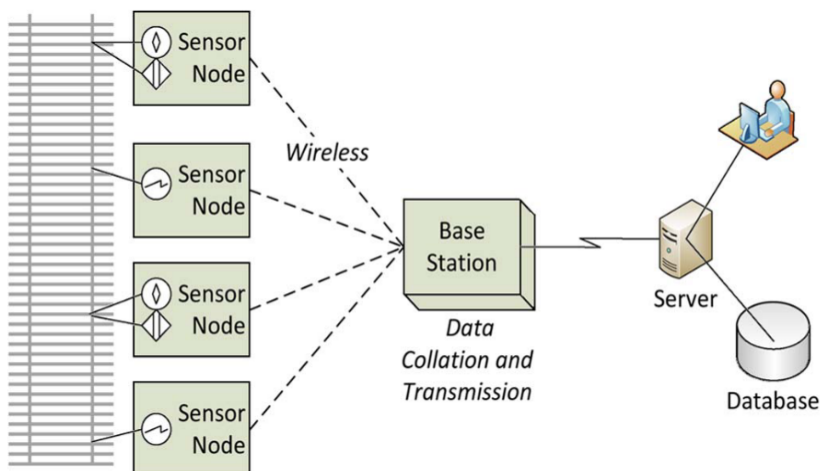 Sensor
Node
Wireless
Sensor
Node
Sensor
Node
Sensor
Node
Base
Station
Data
Collation and
Transmission
Server
Database